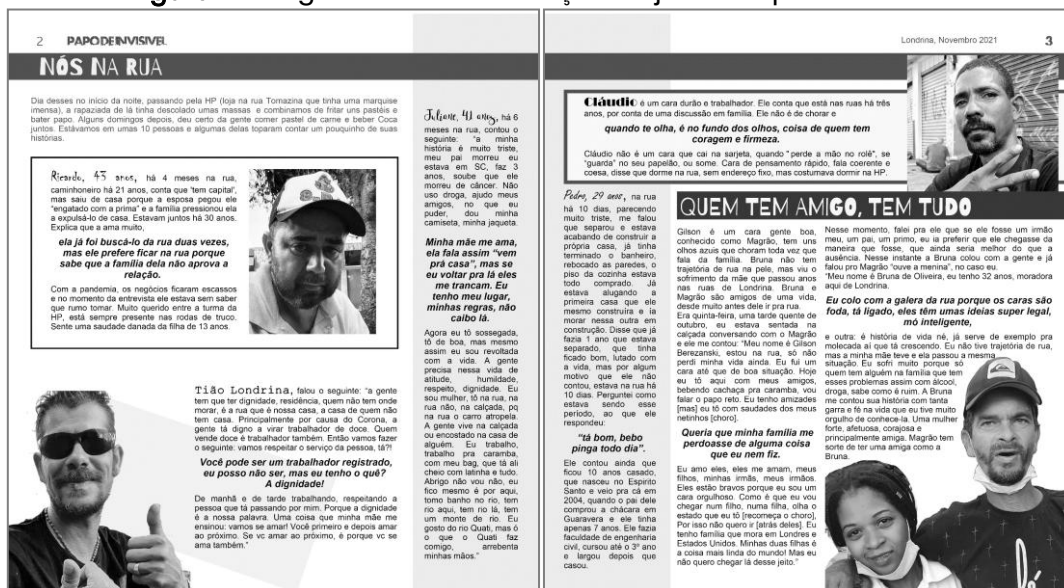 2 PAPO DE INVISÍVEL
NÓS NA RUA
Dia desses no início da noite, passando pela HP (loja na rua Tomazina que tinha uma marquise
imensa), a rapaziada de lá tinha descolado umas massas e combinamos de fritar uns pastéis e
bater papo. Alguns domingos depois, deu certo da gente comer pastel de carne e beber Coca
juntos. Estávamos em umas 10 pessoas e algumas delas toparam contar um pouquinho de suas
histórias.
Ricardo, 43 anos, há 4 meses na rua,
caminhoneiro há 21 anos, conta que 'tem capital',
mas saiu de casa porque a esposa pegou ele
"engatado com a prima" e a família pressionou ela
a expulsá-lo de casa. Estavam juntos há 30 anos.
Explica que a ama muito,
ela já foi buscá-lo da rua duas vezes,
mas ele prefere ficar na rua porque
sabe que a família dela não aprova a
relação.
Com a pandemia, os negócios ficaram escassos
e no momento da entrevista ele estava sem saber
que rumo tomar. Muito querido entre a turma da
HP, está sempre presente nas rodas de truco.
Sente uma saudade danada da filha de 13 anos.
Tião Londrina, falou o seguinte: "a gente
tem que ter dignidade, residência, quem não tem onde
morar, é a rua que é nossa casa, a casa de quem não
tem casa. Principalmente por causa do Corona, a
gente tá digno a virar trabalhador de doce. Quem
vende doce é trabalhador também. Então vamos fazer
o seguinte: vamos respeitar o serviço da pessoa, tá?!
Você pode ser um trabalhador registrado,
eu posso não ser, mas eu tenho o quê?
A dignidade!
De manhã e de tarde trabalhando, respeitando a
pessoa que tá passando por mim. Porque a dignidade
é a nossa palavra. Uma coisa que minha mãe me
ensinou: vamos se amar! Você primeiro e depois amar
ao próximo. Se vc amar ao próximo, é porque vc se
ama também."
Juliane, 41 anos, há 6
meses na rua, contou o
seguinte: "a minha
história é muito triste,
meu pai morreu eu
estava em SC, faz 3
anos, soube que ele
morreu de câncer. Não
uso droga, ajudo meus
amigos, no que eu
puder, dou minha
camiseta, minha jaqueta.
Minha mãe me ama,
ela fala assim "vem
prá casa", mas se
eu voltar pra lá eles
me trancam. Eu
tenho meu lugar,
minhas regras, não
caibo lá.
Agora eu tô sossegada,
tô de boa, mas mesmo
assim eu sou revoltada
com a vida. A gente
precisa nessa vida de
atitude, humildade,
respeito, dignidade. Eu
sou mulher, tô na rua, na
rua não, na calçada, pq
na rua o carro atropela.
A gente vive na calçada
ou encostado na casa de
alguém. Eu trabalho,
trabalho pra caramba,
com meu bag, que tá ali
cheio com latinha e tudo.
Abrigo não vou não, eu
fico mesmo é por aqui,
tomo banho no rio, tem
rio aqui, tem no rio lá, tem
um monte de rio. Eu
gosto do rio Quati, mas ó
o que o Quati faz
comigo, arrebenta
minhas mãos."
Londrina, Novembro 2021 3
Cláudio é um cara durão e trabalhador. Ele conta que está nas ruas há três
anos, por conta de uma discussão em família. Ele não é de chorar e
quando te olha, é no fundo dos olhos, coisa de quem tem
coragem e firmeza.
Cláudio não é um cara que cai na sarjeta, quando "perde a mão no rolê", se
"guarda" no seu papelão, ou some. Cara de pensamento rápido, fala coerente e
coesa, disse que dorme na rua, sem endereço fixo, mas costumava dormir na HP.
Pedro, 29 anos, na rua
há 10 dias, parecendo
muito triste, me falou
que separou e estava
acabando de construir a
própria casa, já tinha
terminado o banheiro,
rebocado as paredes, o
piso da cozinha estava
todo comprado. Já
estava alugando a
primeira casa que ele
mesmo construíra e ia
morar nessa outra em
construção. Disse que já
fazia 1 ano que estava
separado, que tinha
ficado bom, lutado com
a vida, mas por algum
motivo que ele não
contou, estava na rua há
10 dias. Perguntei como
estava sendo esse
período, ao que ele
respondeu:
"tá bom, bebo
pinga todo dia".
Ele contou ainda que
ficou 10 anos casado,
que nasceu no Espírito
Santo e veio pra cá em
2004, quando o pai dele
comprou a chácara em
Guaravera e ele tinha
apenas 7 anos. Ele fazia
faculdade de engenharia
civil, cursou até o 3º ano
e largou depois que
casou.
QUEM TEM AMIGO, TEM TUDO
Gilson é um cara gente boa,
conhecido como Magrão, tem uns
olhos azuis que choram toda vez que
fala da família. Bruna não tem
trajetória de rua na pele, mas viu o
sofrimento da mãe que passou anos
nas ruas de Londrina. Bruna e
Magrão são amigos de uma vida,
desde muito antes dele ir pra rua.
Era quinta-feira, uma tarde quente de
outubro, eu estava sentada na
calçada conversando com o Magrão
e ele me contou: "Meu nome é Gilson
Berezanski, estou na rua, só não
perdi minha vida ainda. Eu fui um
cara até que de boa situação. Hoje
eu tô aqui com meus amigos,
bebendo cachaça pra caramba, vou
falar o papo reto. Eu tenho amizades
[mas] eu tô com saudades dos meus
netinhos [choro].
Queria que minha família me
perdoasse de alguma coisa
que eu nem fiz.
Eu amo eles, eles me amam, meus
filhos, minhas irmãs, meus irmãos.
Eles estão bravos porque eu sou um
cara orgulhoso. Como é que eu vou
chegar num filho, numa filha, olha o
estado que eu tô [recomeça o choro],
Por isso não quero ir [atrás deles]. Eu
tenho família que mora em Londres e
Estados Unidos. Minhas duas filhas é
a coisa mais linda do mundo! Mas eu
não quero chegar lá desse jeito."
Nesse momento, falei pra ele que se ele fosse um irmão
meu, um pai, um primo, eu ia preferir que ele chegasse da
maneira que fosse, que ainda seria melhor do que a
ausência. Nesse instante a Bruna colou com a gente e já
falou pro Magrão "ouve a menina", no caso eu.
"Meu nome é Bruna de Oliveira, eu tenho 32 anos, moradora
aqui de Londrina.
Eu colo com a galera da rua porque os caras são
foda, tá ligado, eles têm umas ideias super legal,
mó inteligente,
e outra: é história de vida né, já serve de exemplo pra
molecada aí que tá crescendo. Eu não tive trajetória de rua,
mas a minha mãe teve e ela passou a mesma
situação. Eu sofri muito porque só
quem tem alguém na família que tem
esses problemas assim com álcool,
droga, sabe como é ruim. A Bruna
me contou sua história com tanta
garra e fé na vida que eu tive muito
orgulho de conhece-la. Uma mulher
forte, afetuosa, corajosa e
principalmente amiga. Magrão tem
sorte de ter uma amiga como a
Bruna.